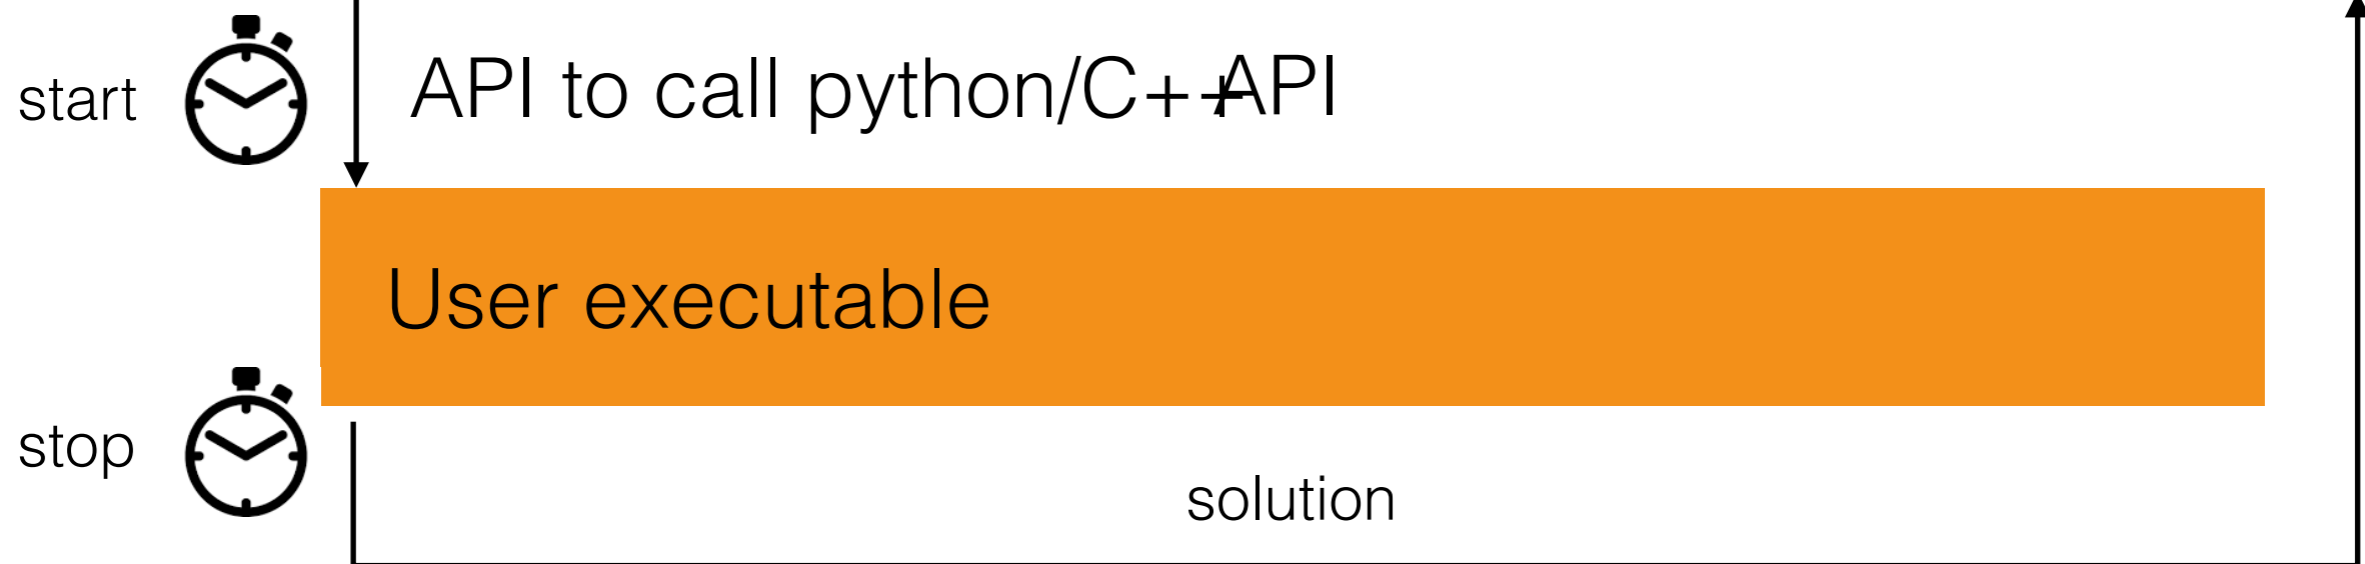 start
API to call python/C++ API
User executable
stop
solution